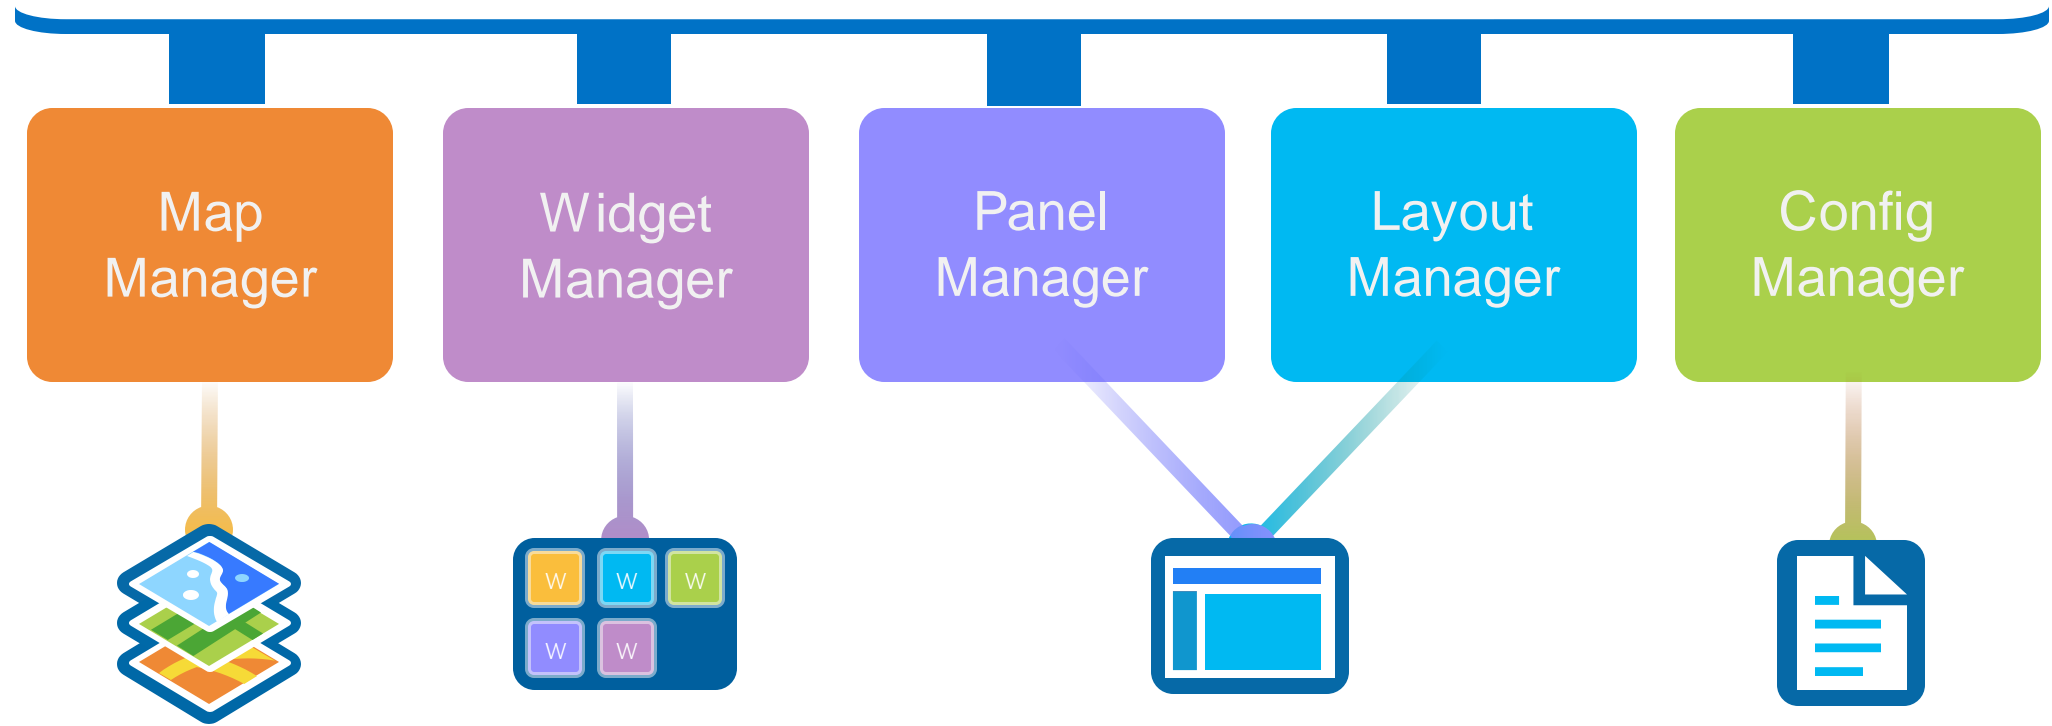 Map
Manager
Widget
Manager
Panel
Manager
Layout
Manager
Config
Manager
W W W
W W